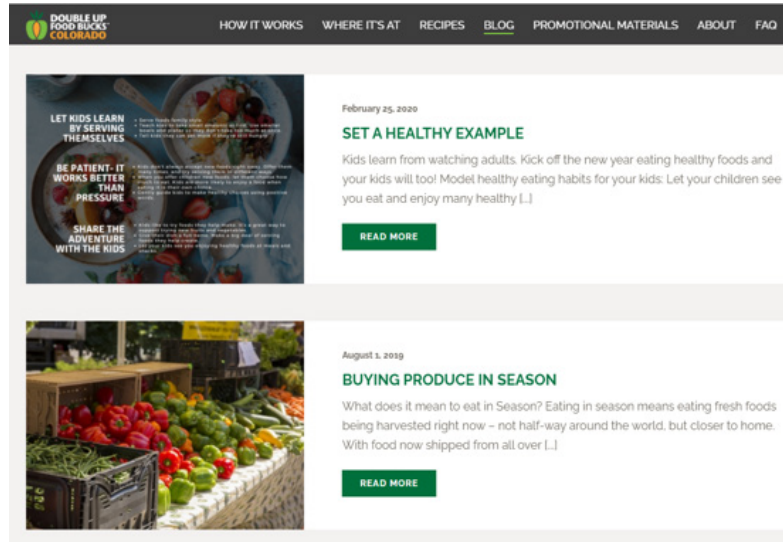 DOUBLE UP
FOOD BUCKS
COLORADO
HOW IT WORKS WHERE IT'S AT RECIPES BLOG PROMOTIONAL MATERIALS ABOUT FAQ
LET KIDS LEARN
BY SERVING
THEMSELVES
BE PATIENT- IT
WORKS BETTER
THAN
PRESSURE
SHARE THE
ADVENTURE
WITH THE KIDS
February 25, 2020
SET A HEALTHY EXAMPLE
Kids learn from watching adults. Kick off the new year eating healthy foods and
your kids will too! Model healthy eating habits for your kids: Let your children see
you eat and enjoy many healthy [...]
READ MORE
August 1, 2019
BUYING PRODUCE IN SEASON
What does it mean to eat in Season? Eating in season means eating fresh foods
being harvested right now – not half-way around the world, but closer to home.
With food now shipped from all over [...]
READ MORE